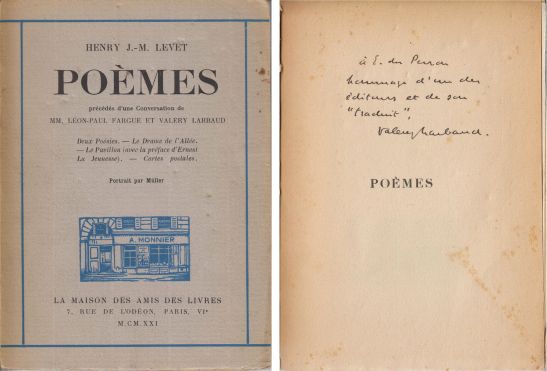 HENRY J.-M. LEVET
POÈMES
précédés d'une Conversation de
MM. LÉON-PAUL FARGUE ET VALERY LARBAUD
Deux Poésies. — Le Drame de l'Allée.
— Le Pavillon (avec la préface d'Ernest
La Jeunesse). — Cartes postales.
Portrait par Müller
A. MONNIER
LA MAISON DES AMIS DES LIVRES
7, RUE DE L'ODÉON, PARIS, VIe
M.CM.XXI
à E. du Perron
hommage d'un des
éditeurs et de son
"traduit",
Valery Larbaud.
POÈMES